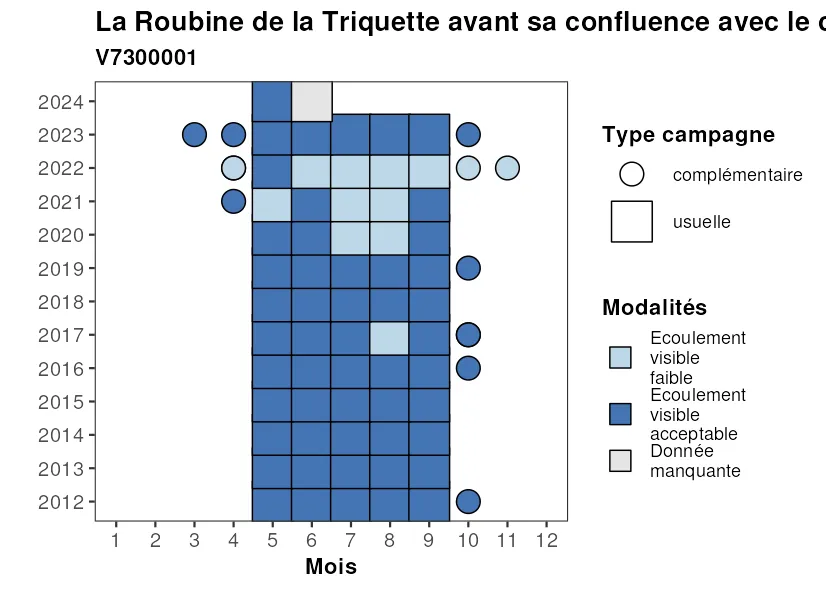 La Roubine de la Triquette avant sa confluence avec le
V7300001
2024
2023
2022
2021
2020
2019
2018
2017
2016
2015
2014
2013
2012
1 2 3 4 5 6 7 8 9 10 11 12
Mois
Type campagne
complémentaire
usuelle
Modalités
Ecoulement
visible
faible
Ecoulement
visible
acceptable
Donnée
manquante